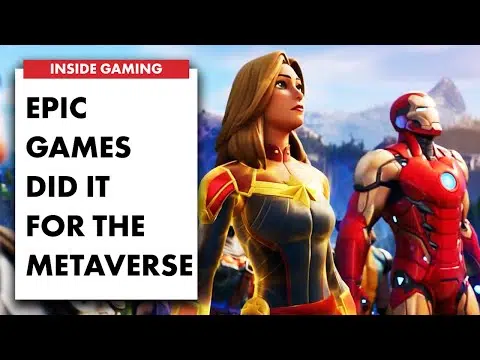 INSIDE GAMING
EPIC
GAMES
DID IT
FOR THE
METAVERSE